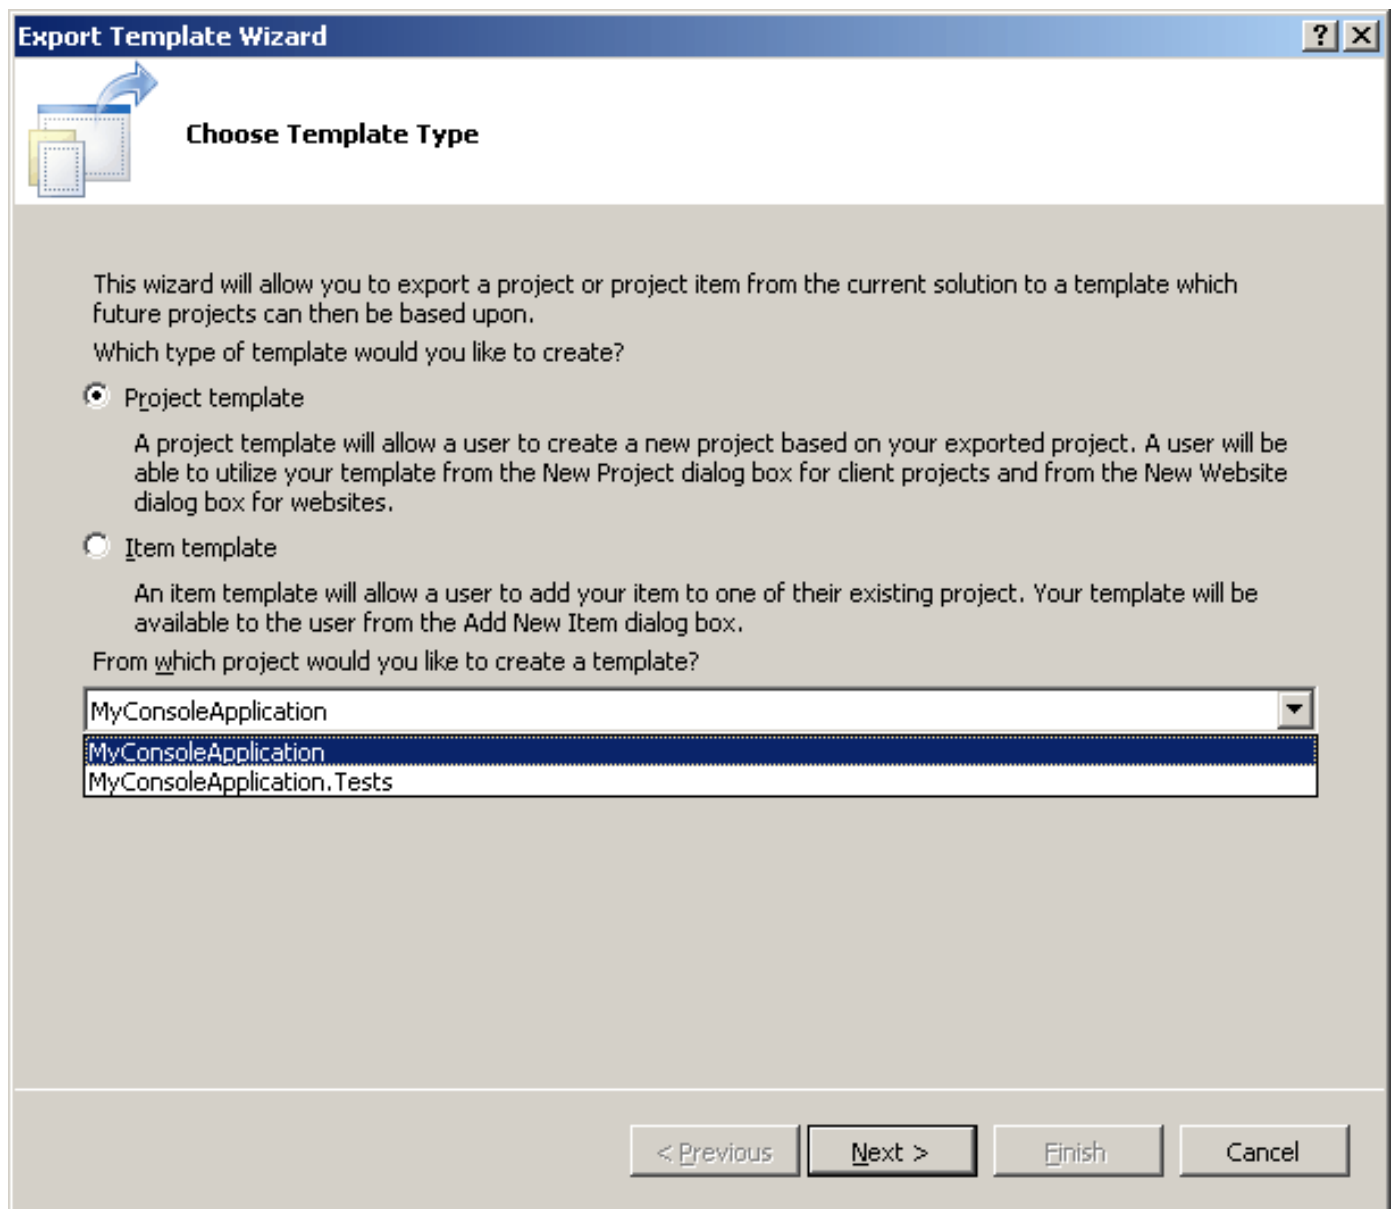 Export Template Wizard
Choose Template Type
This wizard will allow you to export a project or project item from the current solution to a template which
future projects can then be based upon.
Which type of template would you like to create?
Project template
A project template will allow a user to create a new project based on your exported project. A user will be
able to utilize your template from the New Project dialog box for client projects and from the New Website
dialog box for websites.
Item template
An item template will allow a user to add your item to one of their existing project. Your template will be
available to the user from the Add New Item dialog box.
From which project would you like to create a template?
MyConsoleApplication
MyConsoleApplication
MyConsoleApplication.Tests
< Previous Next > Finish Cancel